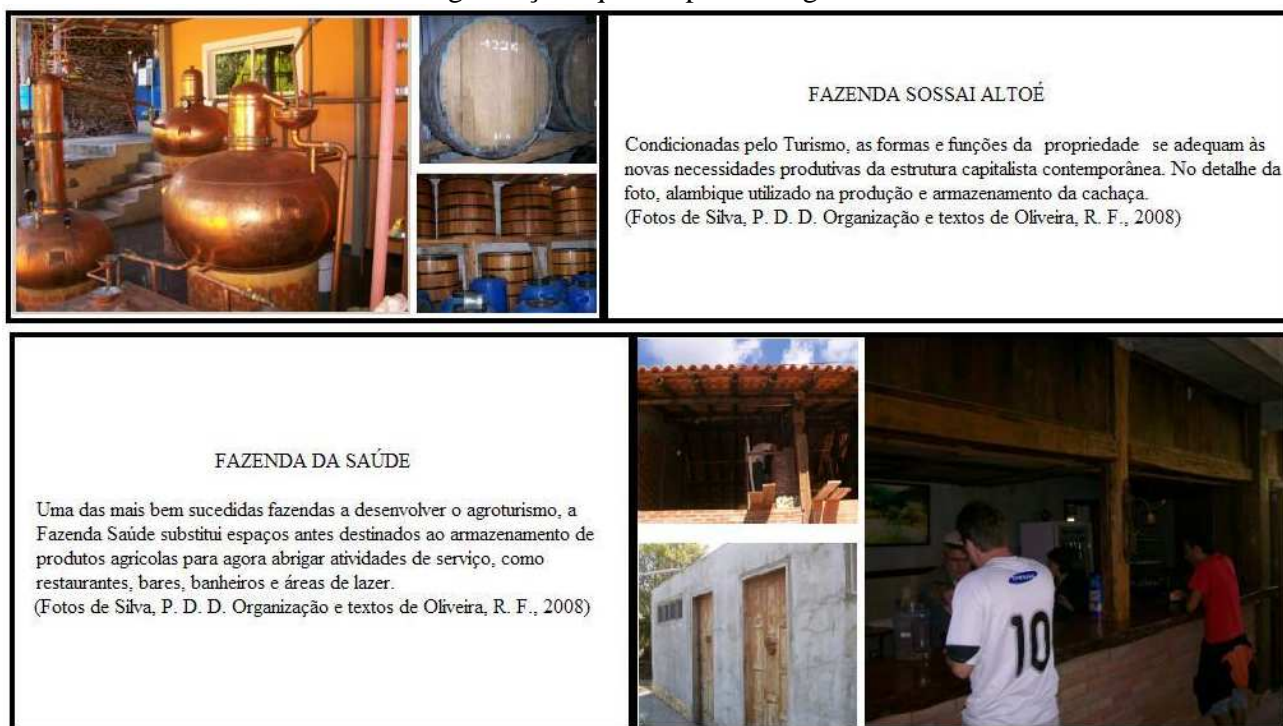 FAZENDA SOSSAI ALTOÉ
Condicionadas pelo Turismo, as formas e funções da propriedade se adequam às
novas necessidades produtivas da estrutura capitalista contemporânea. No detalhe da
foto, alambique utilizado na produção e armazenamento da cachaça.
(Fotos de Silva, P. D. D. Organização e textos de Oliveira, R. F., 2008)
FAZENDA DA SAÚDE
Uma das mais bem sucedidas fazendas a desenvolver o agroturismo, a
Fazenda Saúde substitui espaços antes destinados ao armazenamento de
produtos agricolas para agora abrigar atividades de serviço, como
restaurantes, bares, banheiros e áreas de lazer.
(Fotos de Silva, P. D. D. Organização e textos de Oliveira, R. F., 2008)
10